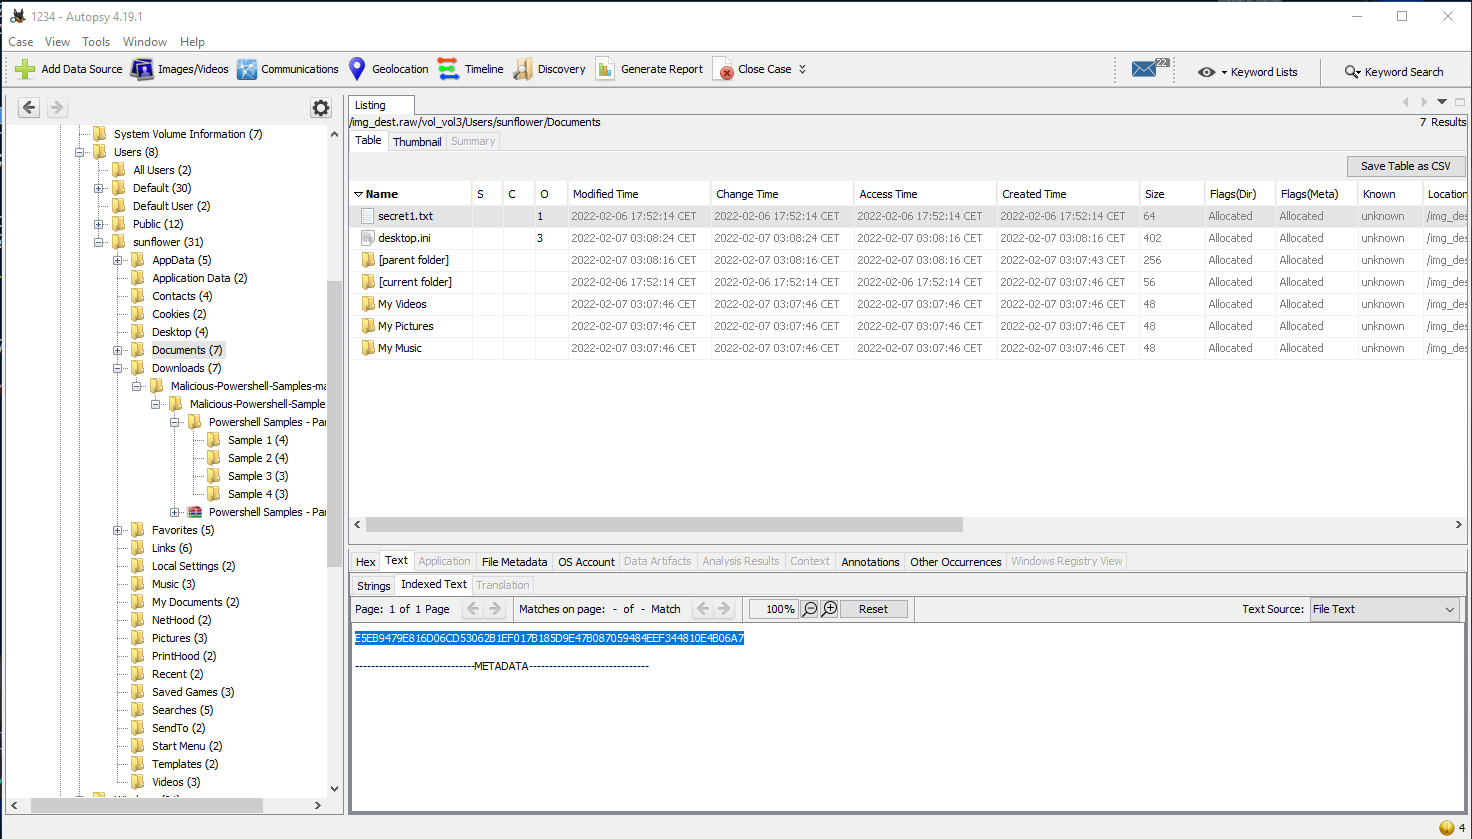 1234 - Autopsy 4.19.1
Case View Tools Window Help
Add Data Source Images/Videos Communications Geolocation Timeline Discovery Generate Report Close Case 22 Keyword Lists Keyword Search
System Volume Information (7)
Users (8)
All Users (2)
Default (30)
Default User (2)
Public (12)
sunflower (31)
AppData (5)
Application Data (2)
Contacts (4)
Cookies (2)
Desktop (4)
Documents (7)
Downloads (7)
Malicious-Powershell-Samples-ma
Malicious-Powershell-Sample
Powershell Samples - Par
Sample 1 (4)
Sample 2 (4)
Sample 3 (3)
Sample 4 (3)
Powershell Samples - Par
Favorites (5)
Links (6)
Local Settings (2)
Music (3)
My Documents (2)
NetHood (2)
Pictures (3)
PrintHood (2)
Recent (2)
Saved Games (3)
Searches (5)
SendTo (2)
Start Menu (2)
Templates (2)
Videos (3)
Listing
/img_dest.raw/vol_vol3/Users/sunflower/Documents 7 Results
Table Thumbnail Summary
Save Table as CSV
Name S C O Modified Time Change Time Access Time Created Time Size Flags(Dir) Flags(Meta) Known Location
secret1.txt 1 2022-02-06 17:52:14 CET 2022-02-06 17:52:14 CET 2022-02-06 17:52:14 CET 2022-02-06 17:52:14 CET 64 Allocated Allocated unknown /img_des
desktop.ini 3 2022-02-07 03:08:24 CET 2022-02-07 03:08:24 CET 2022-02-07 03:08:16 CET 2022-02-07 03:08:16 CET 402 Allocated Allocated unknown /img_des
[parent folder] 2022-02-07 03:08:16 CET 2022-02-07 03:08:16 CET 2022-02-07 03:08:16 CET 2022-02-07 03:07:43 CET 256 Allocated Allocated unknown /img_des
[current folder] 2022-02-06 17:52:14 CET 2022-02-06 17:52:14 CET 2022-02-06 17:52:14 CET 2022-02-07 03:07:46 CET 56 Allocated Allocated unknown /img_des
My Videos 2022-02-07 03:07:46 CET 2022-02-07 03:07:46 CET 2022-02-07 03:07:46 CET 2022-02-07 03:07:46 CET 48 Allocated Allocated unknown /img_des
My Pictures 2022-02-07 03:07:46 CET 2022-02-07 03:07:46 CET 2022-02-07 03:07:46 CET 2022-02-07 03:07:46 CET 48 Allocated Allocated unknown /img_des
My Music 2022-02-07 03:07:46 CET 2022-02-07 03:07:46 CET 2022-02-07 03:07:46 CET 2022-02-07 03:07:46 CET 48 Allocated Allocated unknown /img_des
Hex Text Application File Metadata OS Account Data Artifacts Analysis Results Context Annotations Other Occurrences Windows Registry View
Strings Indexed Text Translation
Page: 1 of 1 Page Matches on page: - of - Match 100% Reset Text Source: File Text
E5EB9479E816D06CD53062B1EF017B185D9E47B087059484EEF344810E4B06A7
------------------------------METADATA------------------------------
4